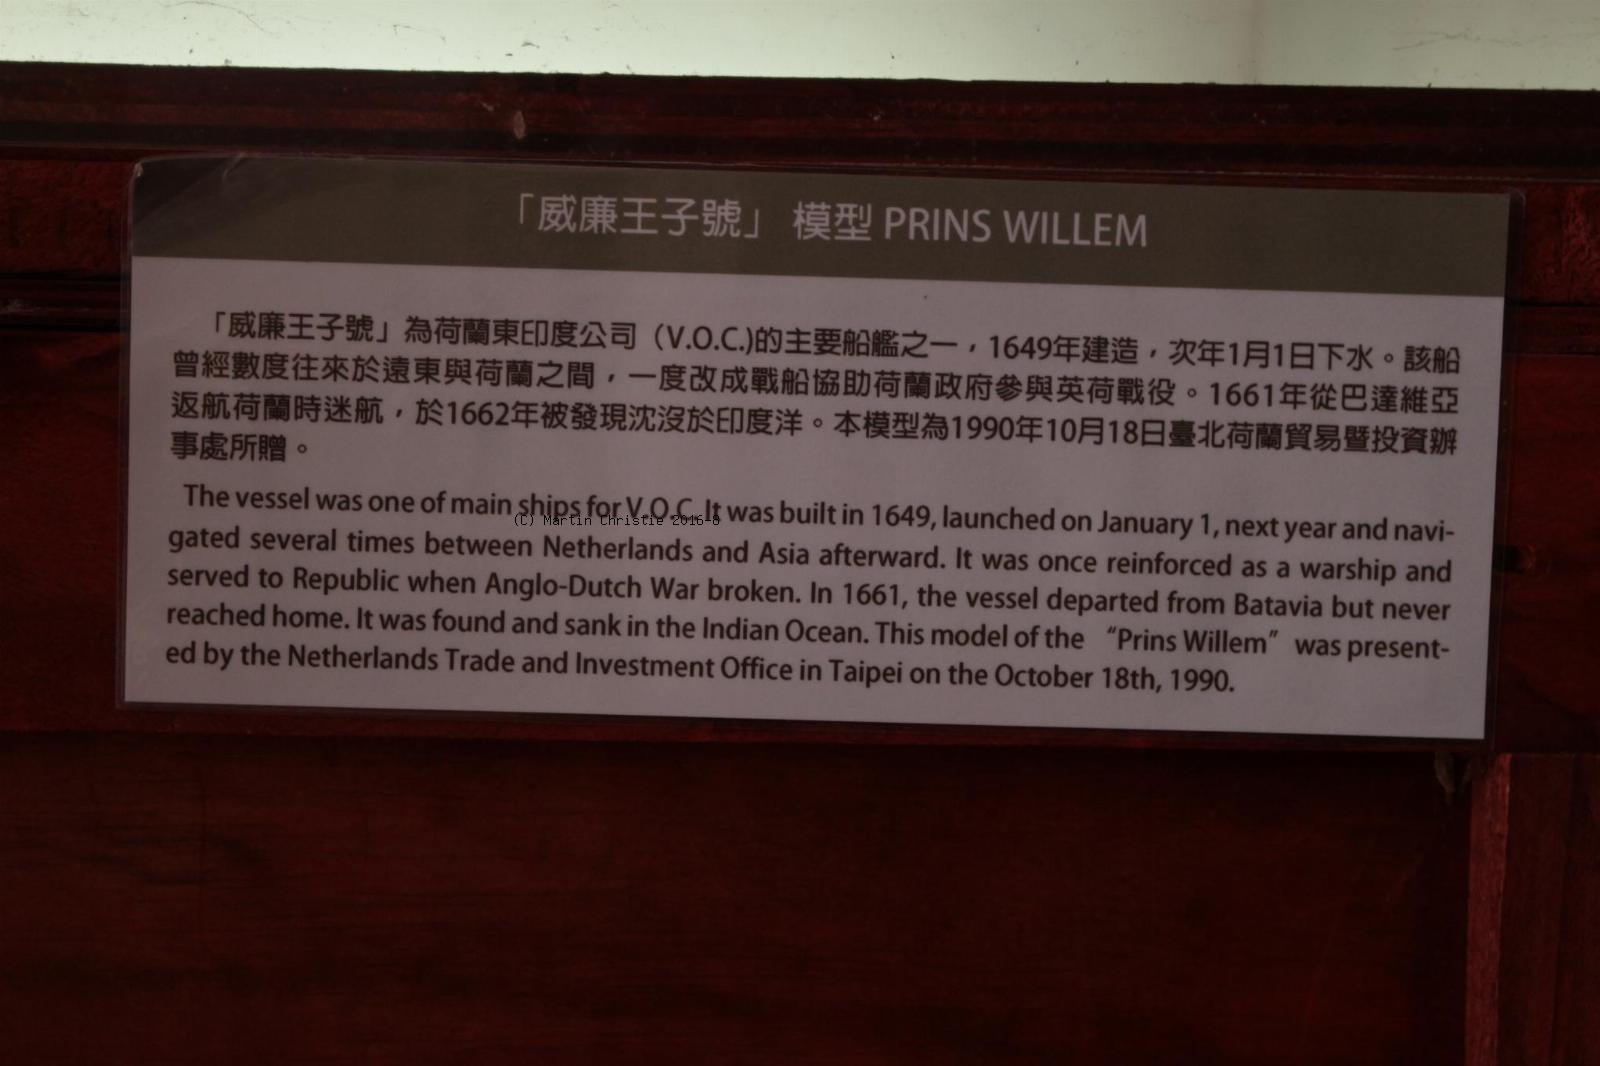 「威廉王子號」 模型 PRINS WILLEM
「威廉王子號」為荷蘭東印度公司（V.O.C.)的主要船艦之一，1649年建造，次年1月1日下水。該船
曾經數度往來於遠東與荷蘭之間，一度改成戰船協助荷蘭政府參與英荷戰役。1661年從巴達維亞
返航荷蘭時迷航，於1662年被發現沈沒於印度洋。本模型為1990年10月18日臺北荷蘭貿易暨投資辦
事處所贈。
The vessel was one of main ships for V.O.C. It was built in 1649, launched on January 1, next year and navi-
(C) Martin Christie 2016-8
gated several times between Netherlands and Asia afterward. It was once reinforced as a warship and
served to Republic when Anglo-Dutch War broken. In 1661, the vessel departed from Batavia but never
reached home. It was found and sank in the Indian Ocean. This model of the “Prins Willem” was present-
ed by the Netherlands Trade and Investment Office in Taipei on the October 18th, 1990.